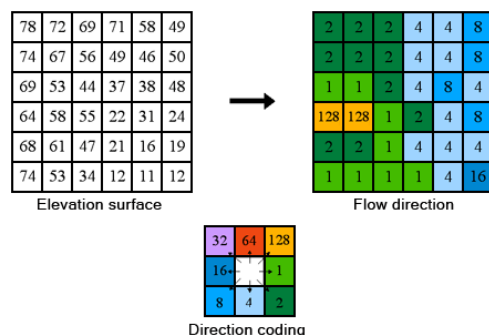 78 72 69 71 58 49 2 2 2 4 4 8
74 67 56 49 46 50 2 2 2 4 4 8
69 53 44 37 38 48 1 1 2 4 8 4
64 58 55 22 31 24 128 128 1 2 4 8
68 61 47 21 16 19 2 2 1 4 4 4
74 53 34 12 11 12 1 1 1 1 4 16
Elevation surface Flow direction
32 64 128
16 1
8 4 2
Direction coding